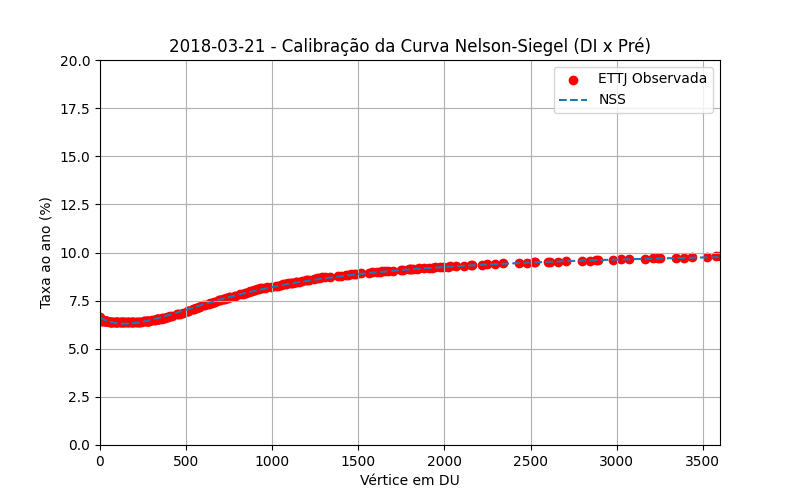 2018-03-21 - Calibração da Curva Nelson-Siegel (DI x Pré)
ETTJ Observada
NSS
Taxa ao ano (%)
20.0
17.5
15.0
12.5
10.0
7.5
5.0
2.5
0.0
0 500 1000 1500 2000 2500 3000 3500
Vértice em DU